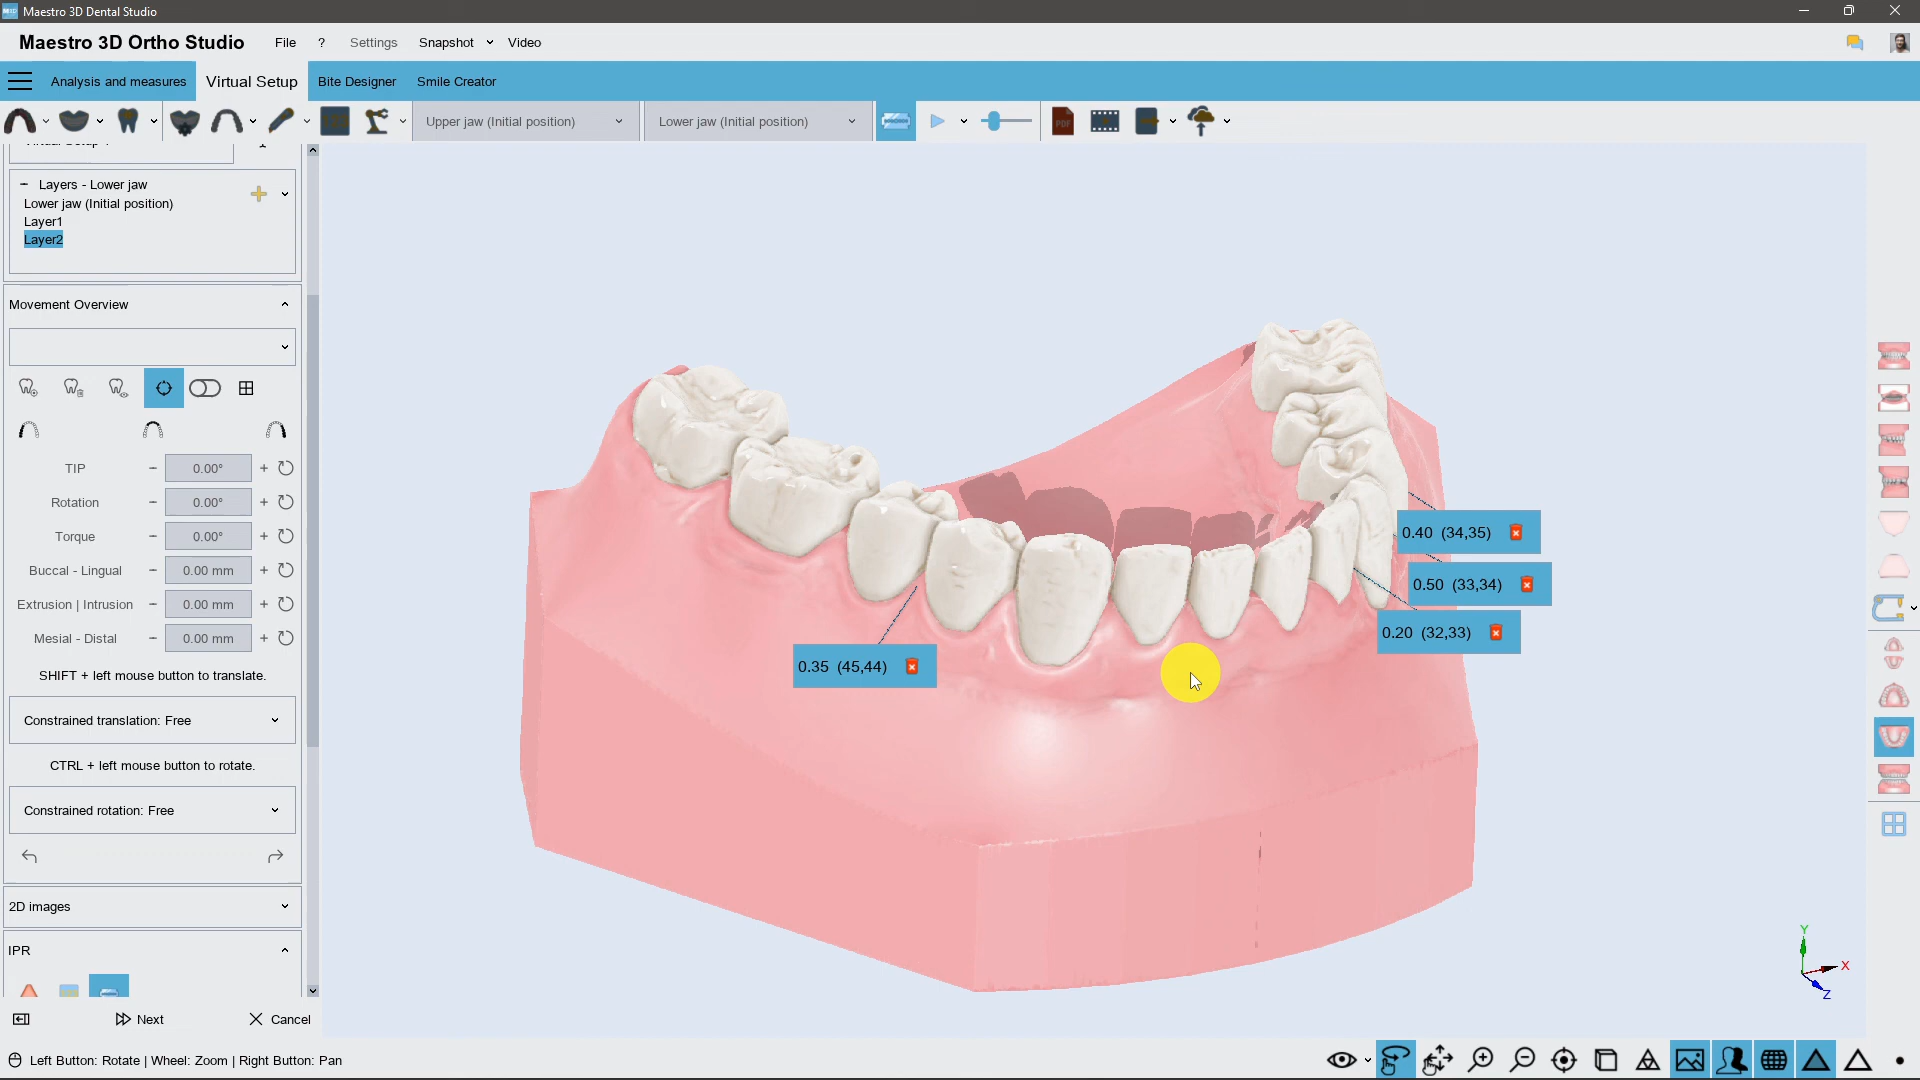 Maestro 3D Dental Studio
Maestro 3D Ortho Studio
File ? Settings Snapshot Video
Analysis and measures Virtual Setup Bite Designer Smile Creator
Upper jaw (Initial position) Lower jaw (Initial position)
PDF
Layers - Lower jaw
Lower jaw (Initial position)
Layer1
Layer2
Movement Overview
TIP - 0.00° +
Rotation - 0.00° +
Torque - 0.00° +
Buccal - Lingual - 0.00 mm +
Extrusion | Intrusion - 0.00 mm +
Mesial - Distal - 0.00 mm +
SHIFT + left mouse button to translate.
Constrained translation: Free
CTRL + left mouse button to rotate.
Constrained rotation: Free
2D images
IPR
Next Cancel
0.40 (34,35)
0.50 (33,34)
0.20 (32,33)
0.35 (45,44)
Y
X
Z
Left Button: Rotate | Wheel: Zoom | Right Button: Pan